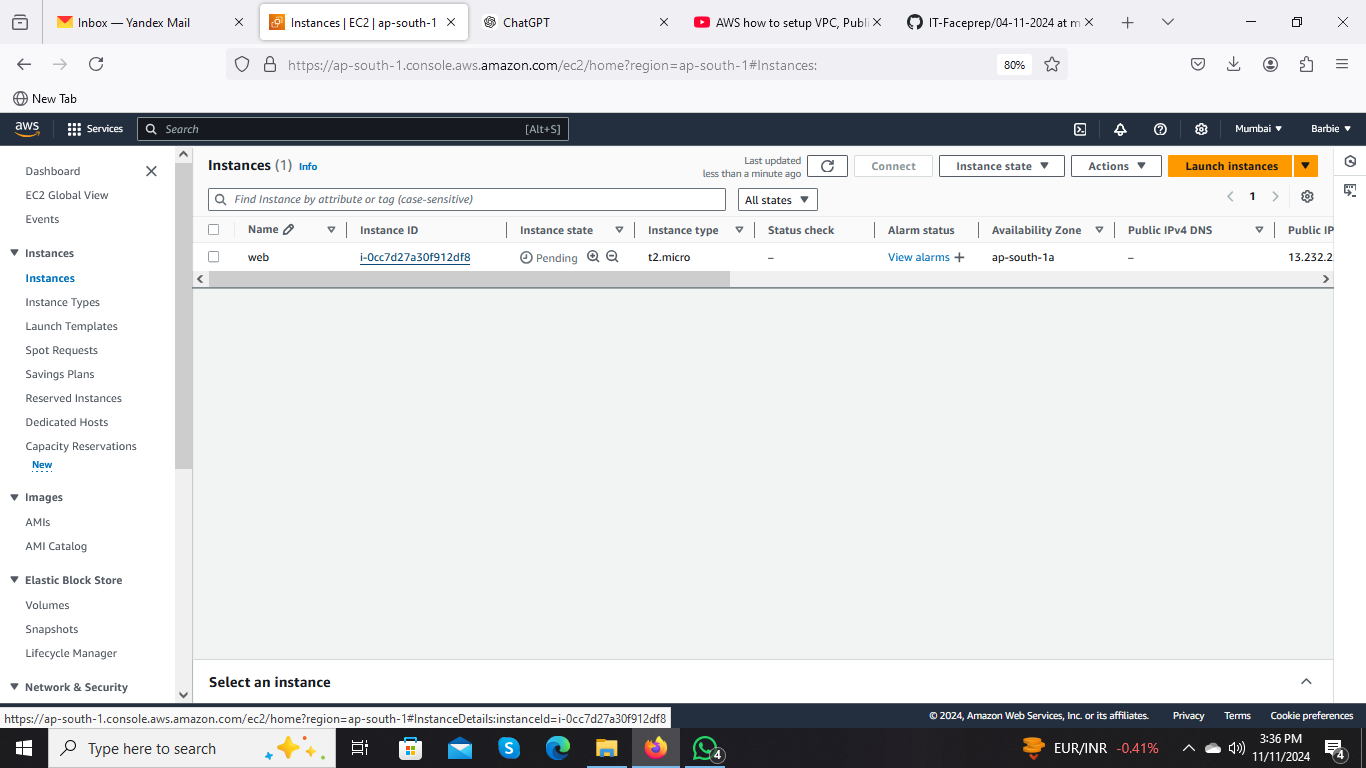 Inbox — Yandex Mail
Instances | EC2 | ap-south-1
ChatGPT
AWS how to setup VPC, Publ
IT-Faceprep/04-11-2024 at m
https://ap-south-1.console.aws.amazon.com/ec2/home?region=ap-south-1#Instances:
80%
New Tab
aws
Services
Search
[Alt+S]
Mumbai
Barbie
Dashboard
EC2 Global View
Events
Instances
Instances
Instance Types
Launch Templates
Spot Requests
Savings Plans
Reserved Instances
Dedicated Hosts
Capacity Reservations
New
Images
AMIs
AMI Catalog
Elastic Block Store
Volumes
Snapshots
Lifecycle Manager
Network & Security
Instances (1) Info
Last updated
less than a minute ago
Connect
Instance state
Actions
Launch instances
Find Instance by attribute or tag (case-sensitive)
All states
1
Name Instance ID Instance state Instance type Status check Alarm status Availability Zone Public IPv4 DNS Public IP
web i-0cc7d27a30f912df8 Pending t2.micro – View alarms + ap-south-1a – 13.232.2
Select an instance
https://ap-south-1.console.aws.amazon.com/ec2/home?region=ap-south-1#InstanceDetails:instanceId=i-0cc7d27a30f912df8
© 2024, Amazon Web Services, Inc. or its affiliates. Privacy Terms Cookie preferences
Type here to search
4
EUR/INR -0.41%
3:36 PM
11/11/2024
4